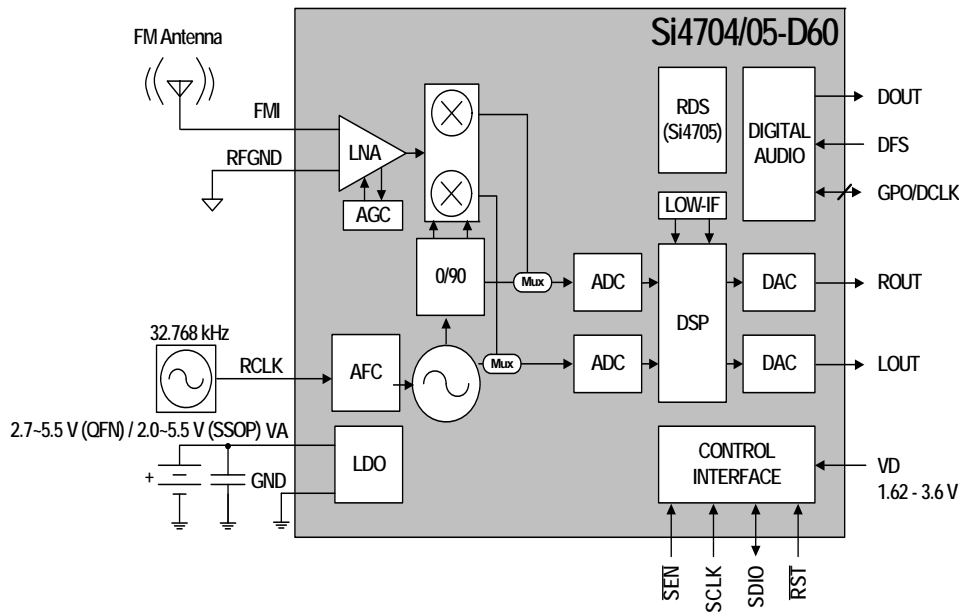 Si4704/05-D60
FM Antenna
FMI
RFGND
LNA
AGC
RDS
(Si4705)
DIGITAL
AUDIO
DOUT
DFS
GPO/DCLK
LOW-IF
0/90
Mux
ADC
DSP
DAC
ROUT
32.768 kHz
RCLK
AFC
Mux
ADC
DAC
LOUT
2.7~5.5 V (QFN) / 2.0~5.5 V (SSOP) VA
+
GND
LDO
CONTROL
INTERFACE
VD
1.62 - 3.6 V
SEN
SCLK
SDIO
RST